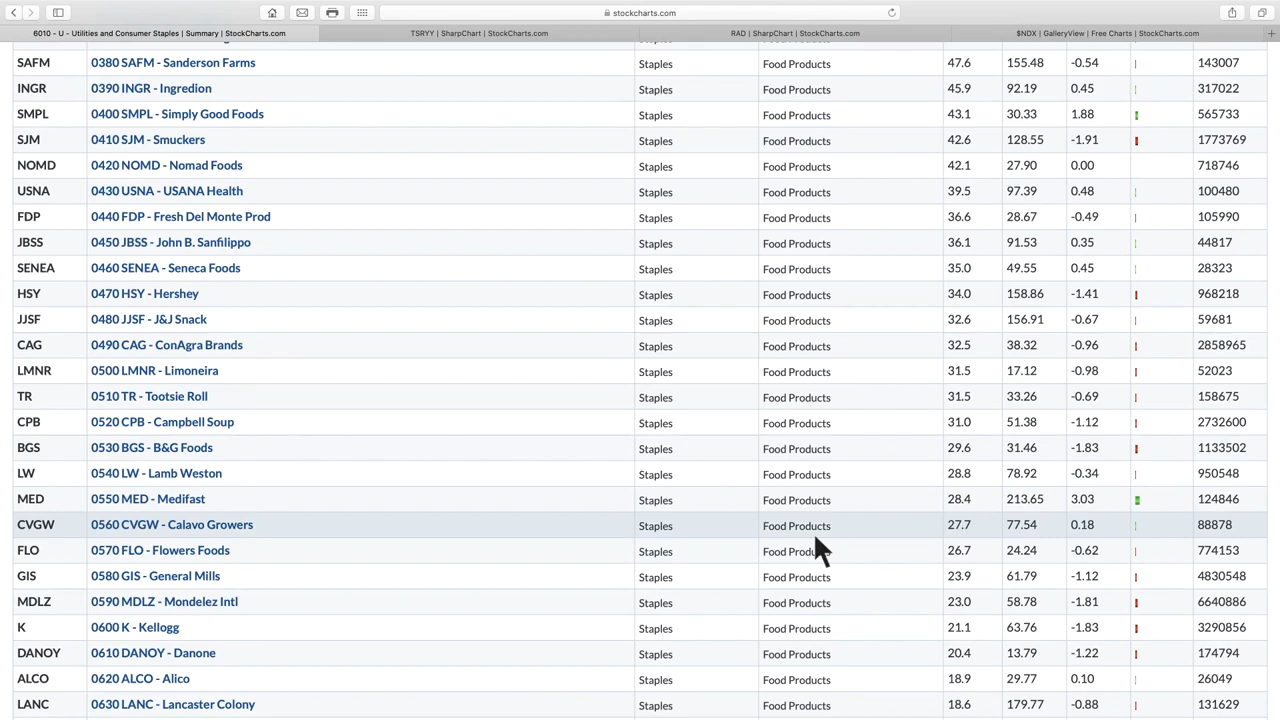 stockcharts.com
6010 - U - Utilities and Consumer Staples | Summary | StockCharts.com
TSRYY | SharpChart | StockCharts.com
RAD | SharpChart | StockCharts.com
$NDX | GalleryView | Free Charts | StockCharts.com
SAFM 0380 SAFM - Sanderson Farms Staples Food Products 47.6 155.48 -0.54 143007
INGR 0390 INGR - Ingredion Staples Food Products 45.9 92.19 0.45 317022
SMPL 0400 SMPL - Simply Good Foods Staples Food Products 43.1 30.33 1.88 565733
SJM 0410 SJM - Smuckers Staples Food Products 42.6 128.55 -1.91 1773769
NOMD 0420 NOMD - Nomad Foods Staples Food Products 42.1 27.90 0.00 718746
USNA 0430 USNA - USANA Health Staples Food Products 39.5 97.39 0.48 100480
FDP 0440 FDP - Fresh Del Monte Prod Staples Food Products 36.6 28.67 -0.49 105990
JBSS 0450 JBSS - John B. Sanfilippo Staples Food Products 36.1 91.53 0.35 44817
SENEA 0460 SENEA - Seneca Foods Staples Food Products 35.0 49.55 0.45 28323
HSY 0470 HSY - Hershey Staples Food Products 34.0 158.86 -1.41 968218
JJSF 0480 JJSF - J&J Snack Staples Food Products 32.6 156.91 -0.67 59681
CAG 0490 CAG - ConAgra Brands Staples Food Products 32.5 38.32 -0.96 2858965
LMNR 0500 LMNR - Limoneira Staples Food Products 31.5 17.12 -0.98 52023
TR 0510 TR - Tootsie Roll Staples Food Products 31.5 33.26 -0.69 158675
CPB 0520 CPB - Campbell Soup Staples Food Products 31.0 51.38 -1.12 2732600
BGS 0530 BGS - B&G Foods Staples Food Products 29.6 31.46 -1.83 1133502
LW 0540 LW - Lamb Weston Staples Food Products 28.8 78.92 -0.34 950548
MED 0550 MED - Medifast Staples Food Products 28.4 213.65 3.03 124846
CVGW 0560 CVGW - Calavo Growers Staples Food Products 27.7 77.54 0.18 88878
FLO 0570 FLO - Flowers Foods Staples Food Products 26.7 24.24 -0.62 774153
GIS 0580 GIS - General Mills Staples Food Products 23.9 61.79 -1.12 4830548
MDLZ 0590 MDLZ - Mondelez Intl Staples Food Products 23.0 58.78 -1.81 6640886
K 0600 K - Kellogg Staples Food Products 21.1 63.76 -1.83 3290856
DANOY 0610 DANOY - Danone Staples Food Products 20.4 13.79 -1.22 174794
ALCO 0620 ALCO - Alico Staples Food Products 18.9 29.77 0.10 26049
LANC 0630 LANC - Lancaster Colony Staples Food Products 18.6 179.77 -0.88 131629